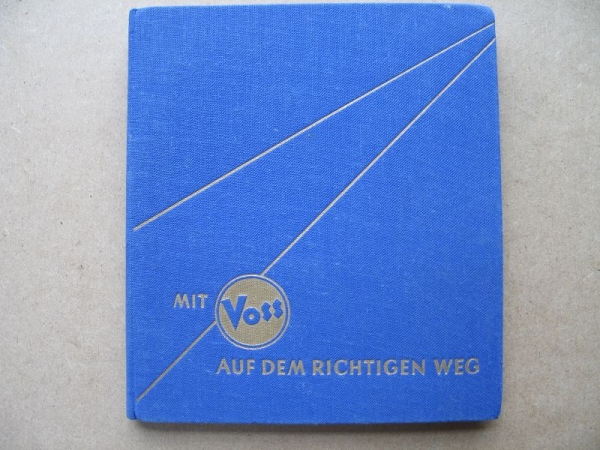 MIT Voss
AUF DEM RICHTIGEN WEG